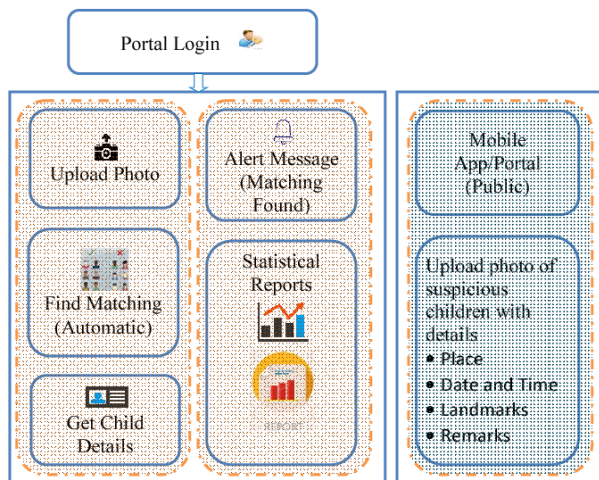 Portal Login
Upload Photo
Find Matching
(Automatic)
Get Child
Details
Alert Message
(Matching
Found)
Statistical
Reports
REPORT
Mobile
App/Portal
(Public)
Upload photo of
suspicious
children with
details
• Place
• Date and Time
• Landmarks
• Remarks